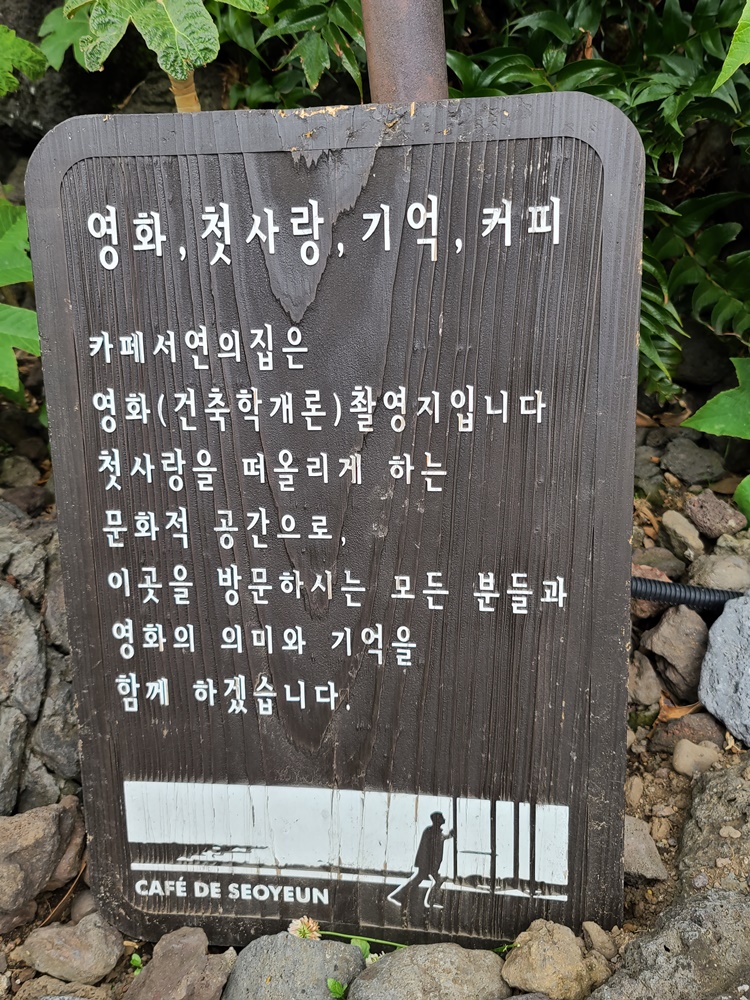 영화, 첫사랑, 기억, 커피
카페서연의집은
영화(건축학개론)촬영지입니다
첫사랑을 떠올리게 하는
문화적 공간으로,
이곳을 방문하시는 모든 분들과
영화의 의미와 기억을
함께 하겠습니다.
CAFÉ DE SEOYEUN